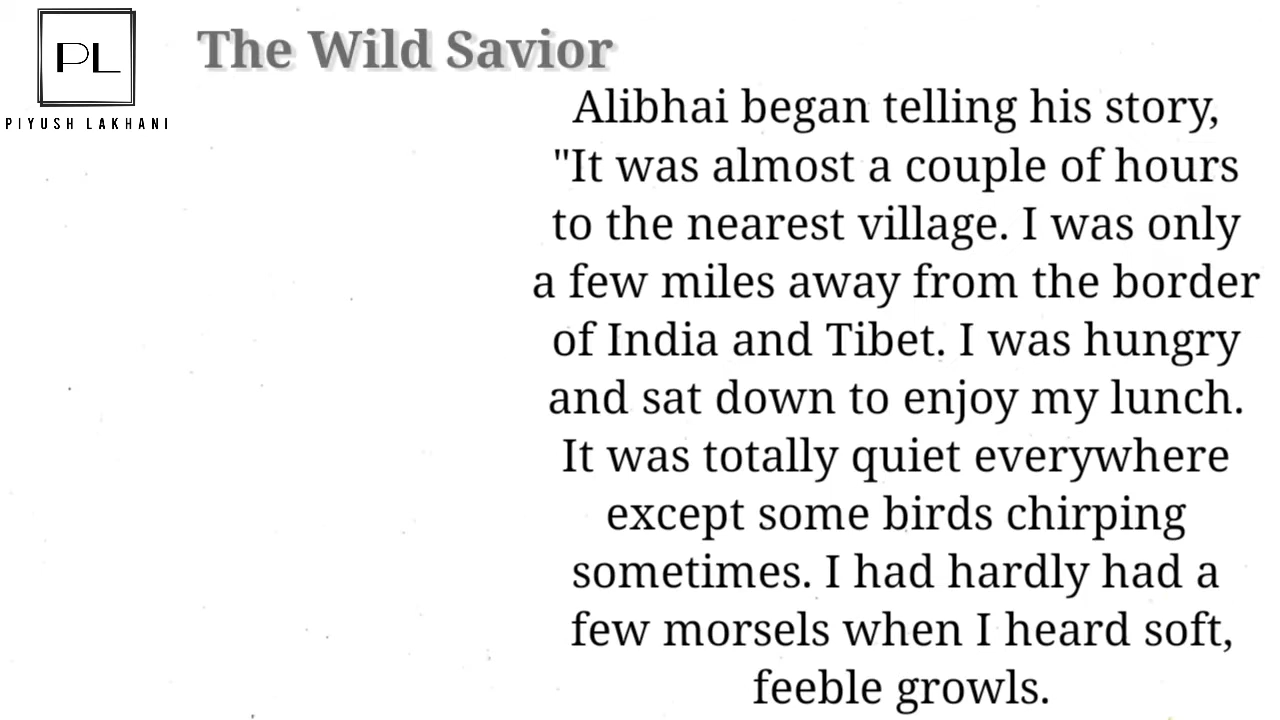 PL
PIYUSH LAKHANI
The Wild Savior
Alibhai began telling his story,
"It was almost a couple of hours
to the nearest village. I was only
a few miles away from the border
of India and Tibet. I was hungry
and sat down to enjoy my lunch.
It was totally quiet everywhere
except some birds chirping
sometimes. I had hardly had a
few morsels when I heard soft,
feeble growls.